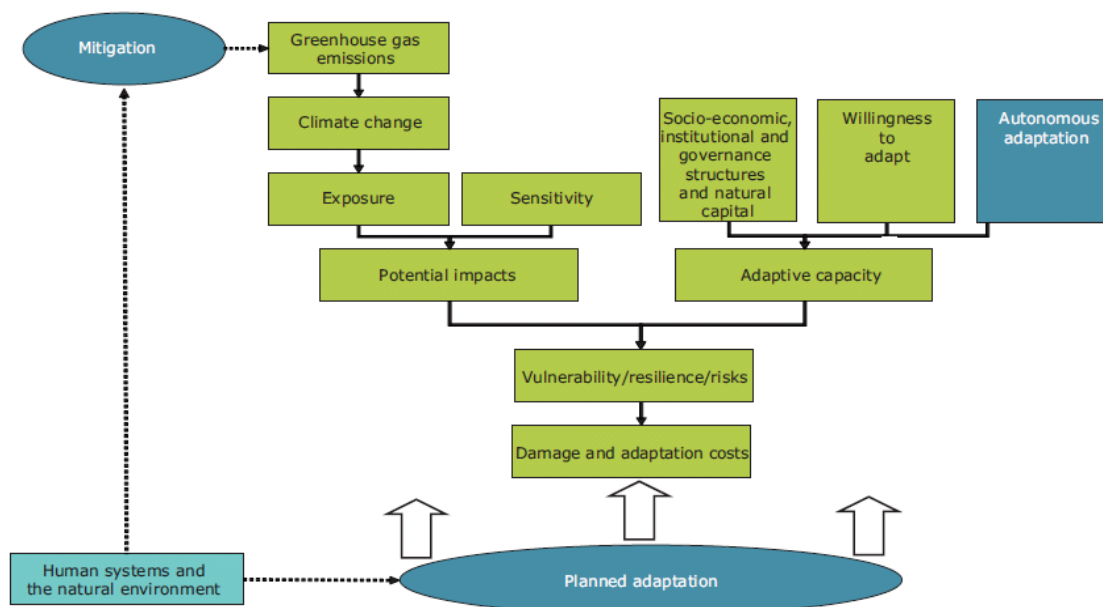 Mitigation
Greenhouse gas
emissions
Climate change
Socio-economic,
institutional and
governance
structures
and natural
capital
Willingness
to
adapt
Autonomous
adaptation
Exposure
Sensitivity
Potential impacts
Adaptive capacity
Vulnerability/resilience/risks
Damage and adaptation costs
Human systems and
the natural environment
Planned adaptation